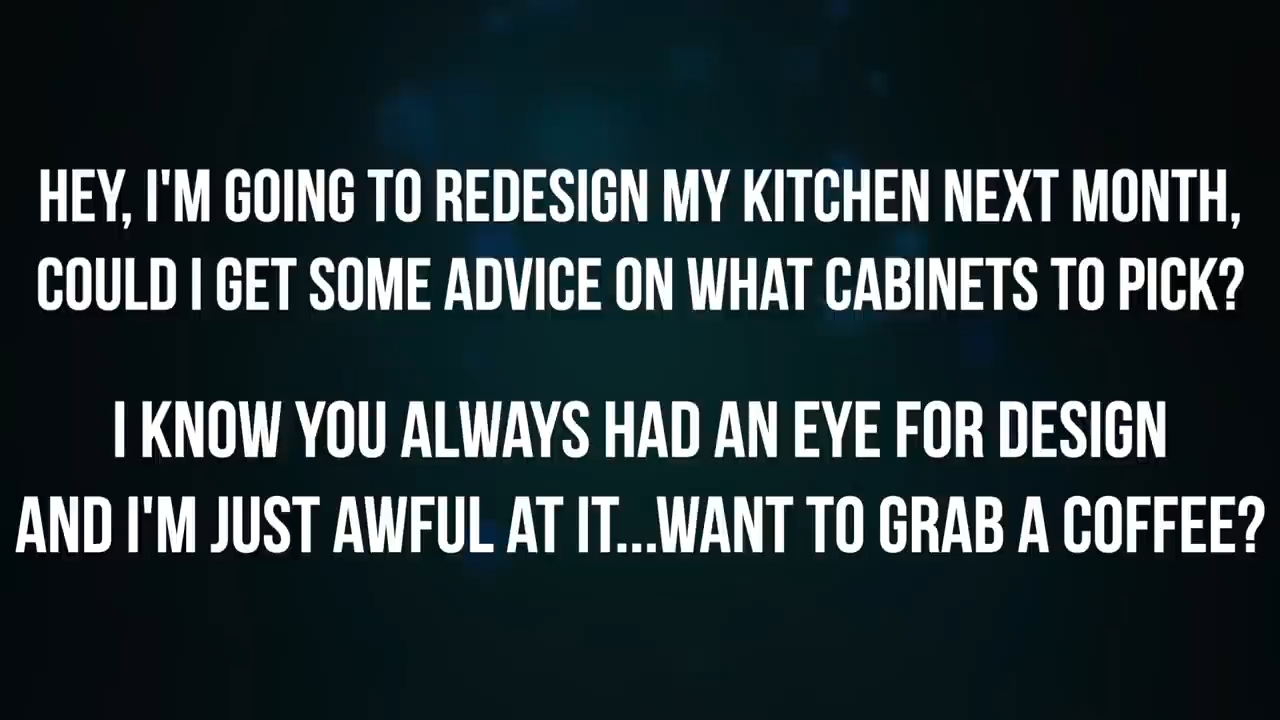 HEY, I'M GOING TO REDESIGN MY KITCHEN NEXT MONTH,
COULD I GET SOME ADVICE ON WHAT CABINETS TO PICK?
I KNOW YOU ALWAYS HAD AN EYE FOR DESIGN
AND I'M JUST AWFUL AT IT...WANT TO GRAB A COFFEE?